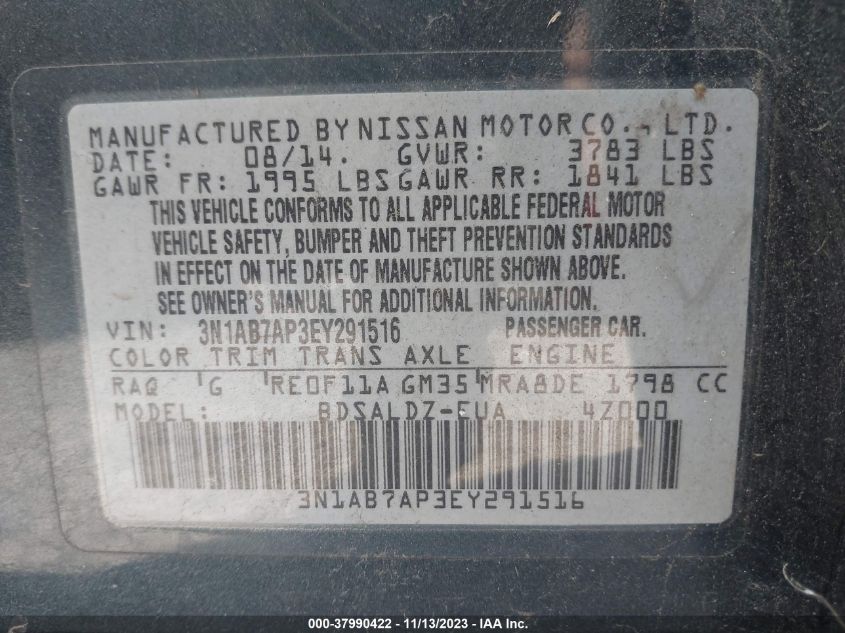 MANUFACTURED BY NISSAN MOTOR CO., LTD.
DATE: 08/14. GVWR: 3783 LBS
GAWR FR: 1995 LBS GAWR RR: 1841 LBS
THIS VEHICLE CONFORMS TO ALL APPLICABLE FEDERAL MOTOR
VEHICLE SAFETY, BUMPER AND THEFT PREVENTION STANDARDS
IN EFFECT ON THE DATE OF MANUFACTURE SHOWN ABOVE.
SEE OWNER'S MANUAL FOR ADDITIONAL INFORMATION.
VIN: 3N1AB7AP3EY291516 PASSENGER CAR.
COLOR TRIM TRANS AXLE ENGINE
RAQ G RE0F11A GM35 MRA8DE 1798 CC
MODEL: BDSALDZ-EUA 4Z000
3N1AB7AP3EY291516
000-37990422 - 11/13/2023 - IAA Inc.